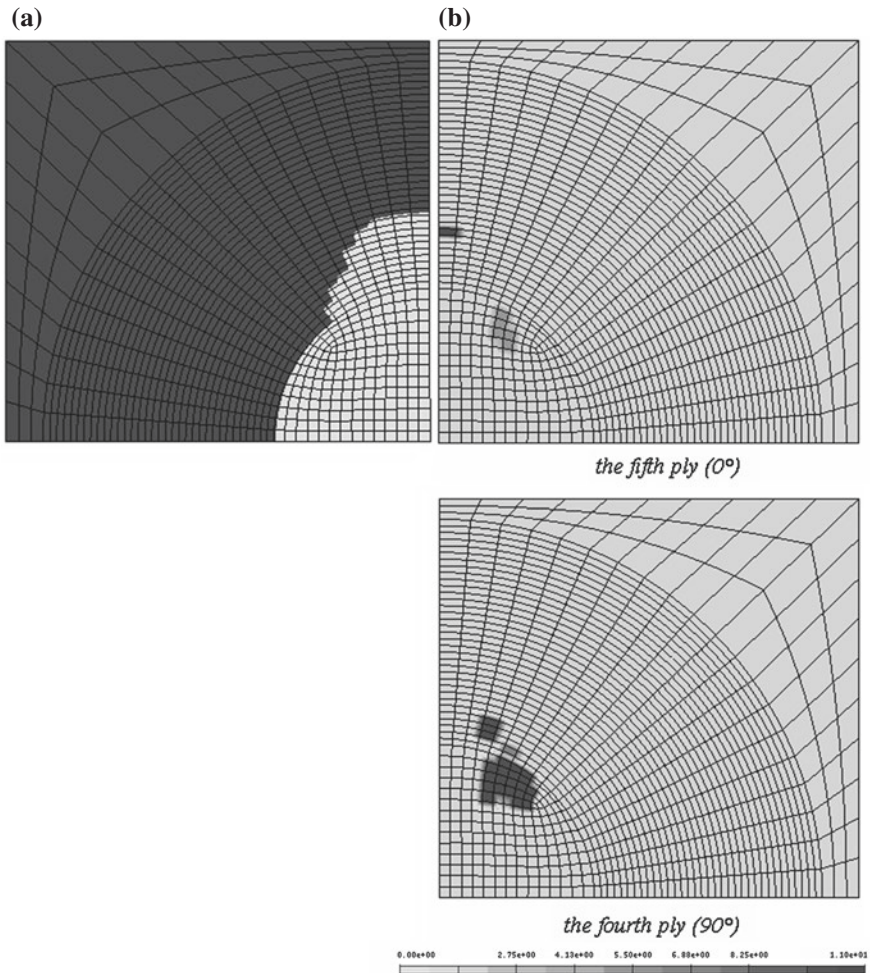 (a) (b)
the fifth ply (0°)
the fourth ply (90°)
0.00e+00 2.75e+00 4.13e+00 5.50e+00 6.88e+00 8.25e+00 1.10e+01